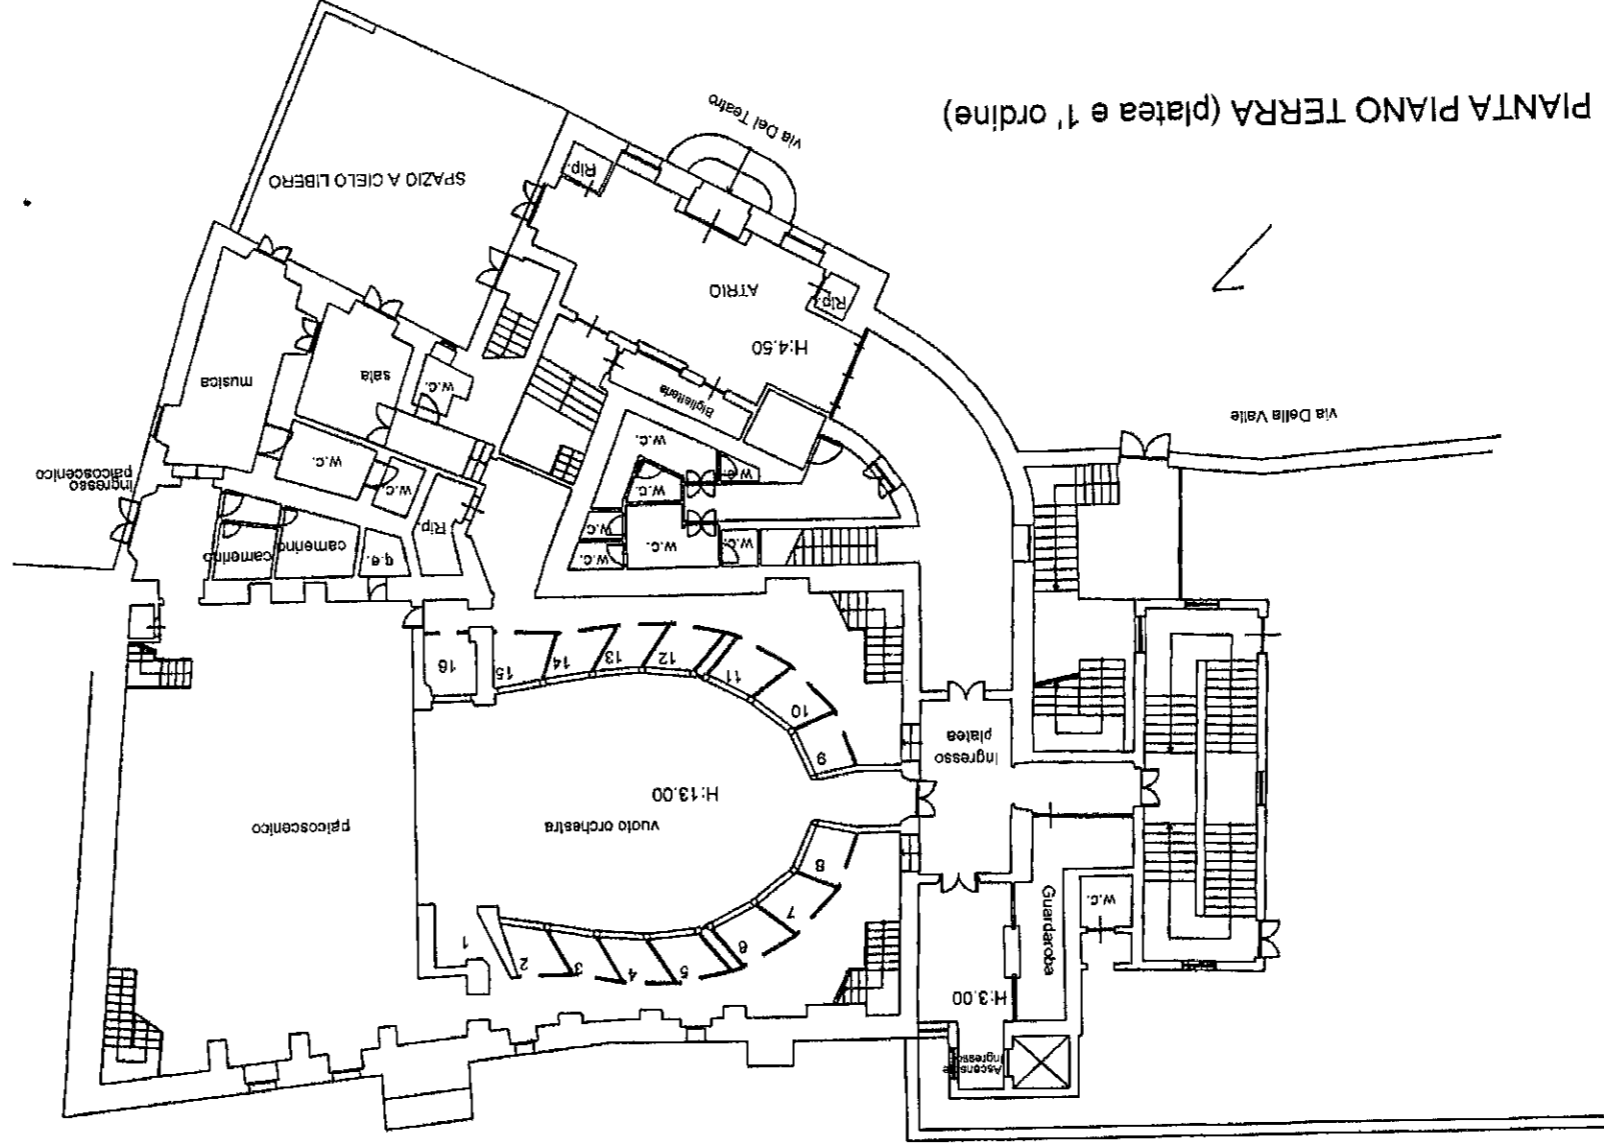 PIANTA PIANO TERRA (platea e 1' ordine)
via Del Teatro
SPAZIO A CIELO LIBERO
Rip.
ATRIO
Rip.
H:4.50
Biglietteria
via Della Valle
musica
sala
W.C.
W.C.
W.C.
W.C.
W.C.
W.C.
W.C.
W.C.
W.C.
W.C.
Rip
ingresso
palcoscenico
camerino
camerino
q.e.
16
15
14
13
12
11
10
9
Ingresso
platea
H:13.00
vuoto orchestra
palcoscenico
8
7
6
5
4
3
2
1
Guardaroba
W.C.
H:3.00
Ingresso
Ascensore